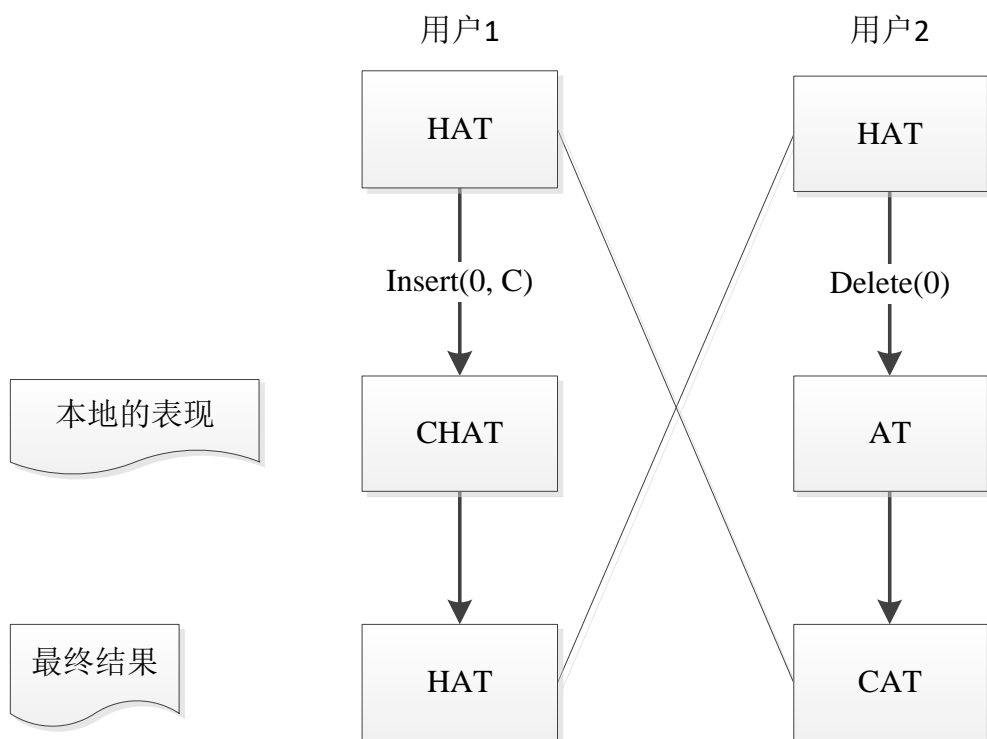 用户1
用户2
HAT
HAT
Insert(0, C)
Delete(0)
本地的表现
CHAT
AT
最终结果
HAT
CAT